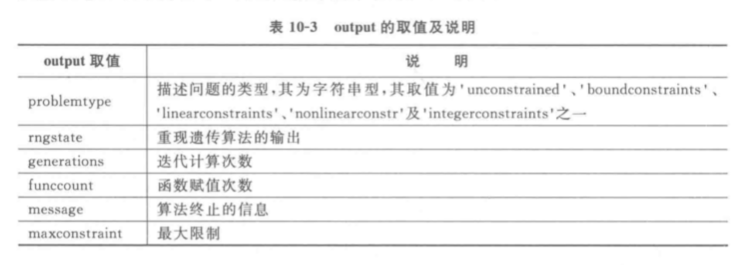 表 10-3 output 的取值及说明
output 取值 说 明
problemtype 描述问题的类型,其为字符串型,其取值为'unconstrained'、'boundconstraints'、
'linearconstraints'、'nonlinearconstr'及'integerconstraints'之一
rngstate 重现遗传算法的输出
generations 迭代计算次数
funccount 函数赋值次数
message 算法终止的信息
maxconstraint 最大限制